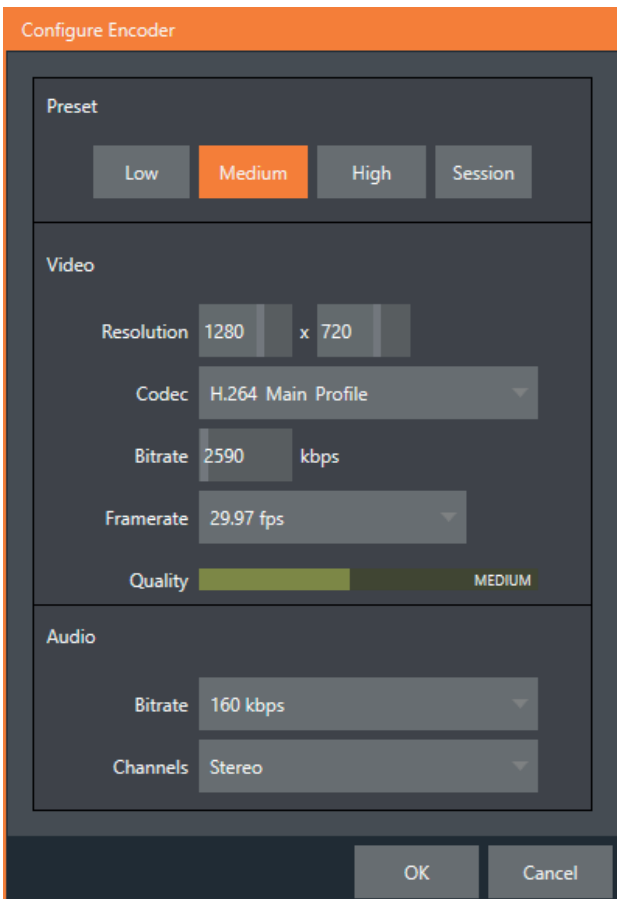 Configure Encoder
Preset
Low Medium High Session
Video
Resolution 1280 x 720
Codec H.264 Main Profile
Bitrate 2590 kbps
Framerate 29.97 fps
Quality MEDIUM
Audio
Bitrate 160 kbps
Channels Stereo
OK Cancel